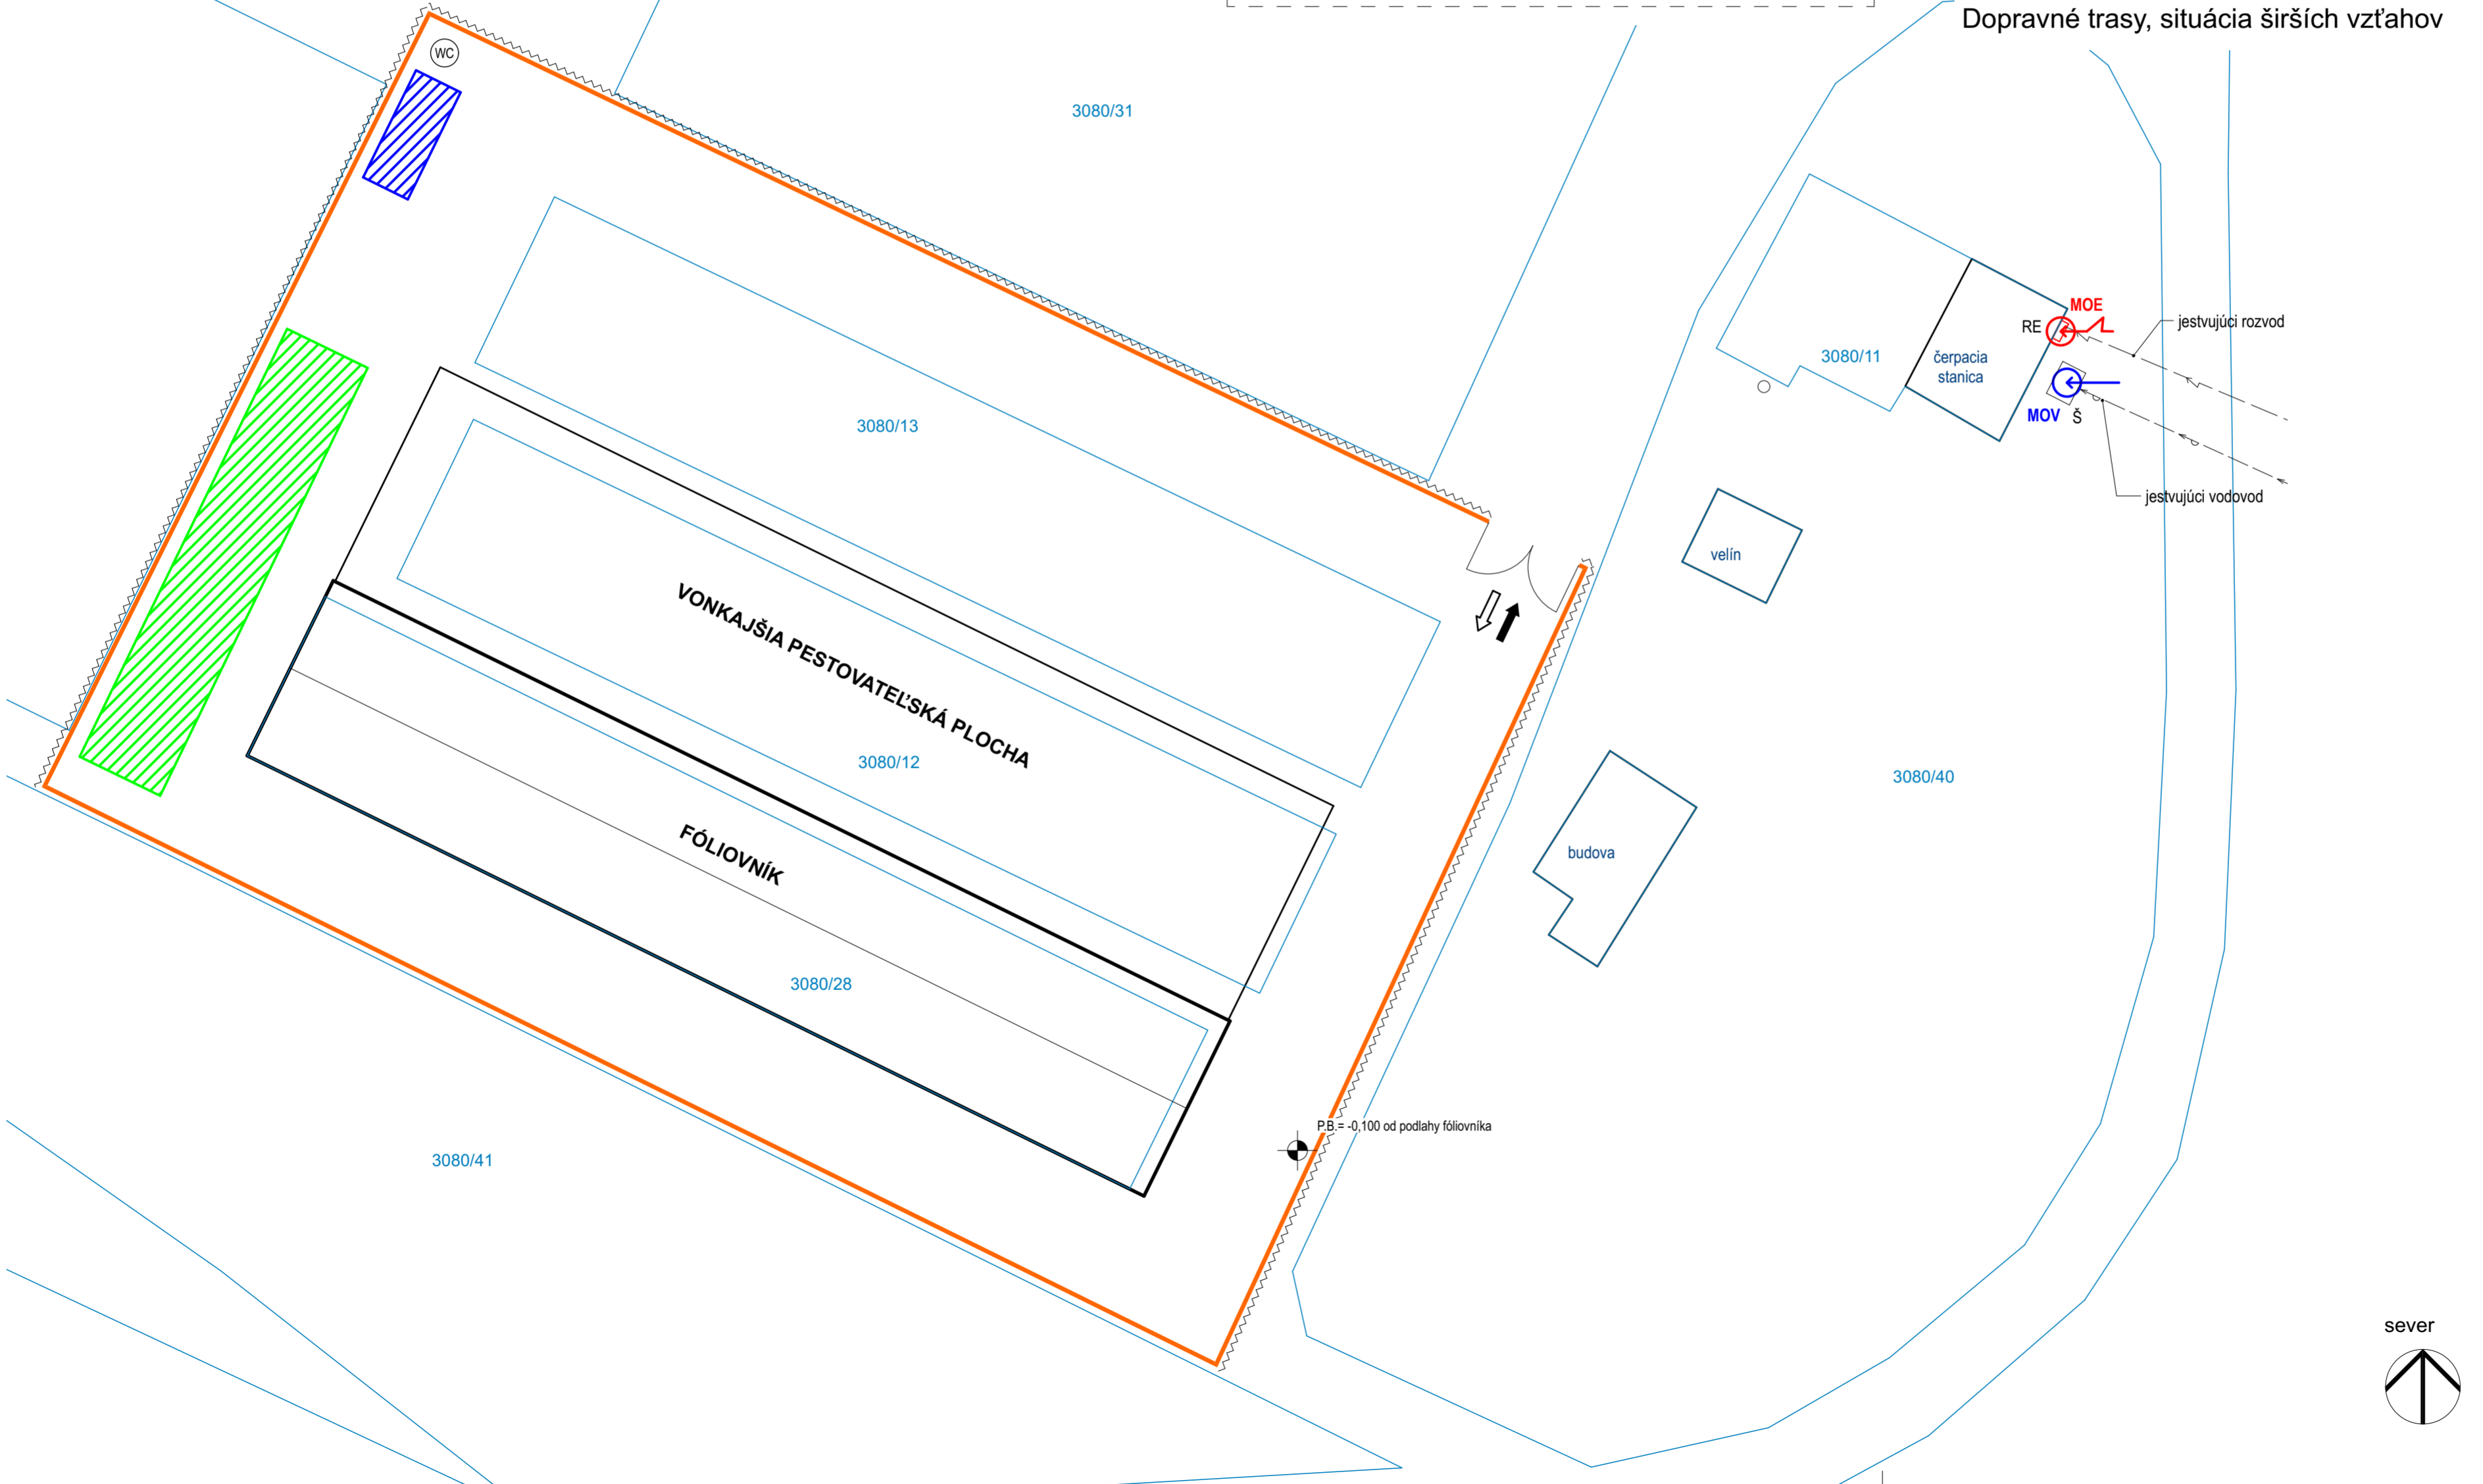 Dopravné trasy, situácia širších vzťahov
WC
3080/31
MOE
RE
jestvujúci rozvod
3080/11
čerpacia
stanica
MOV
Š
jestvujúci vodovod
3080/13
velín
VONKAJŠIA PESTOVATEĽSKÁ PLOCHA
3080/12
3080/40
FÓLIOVNÍK
budova
3080/28
P.B.= -0,100 od podlahy fóliovníka
3080/41
sever